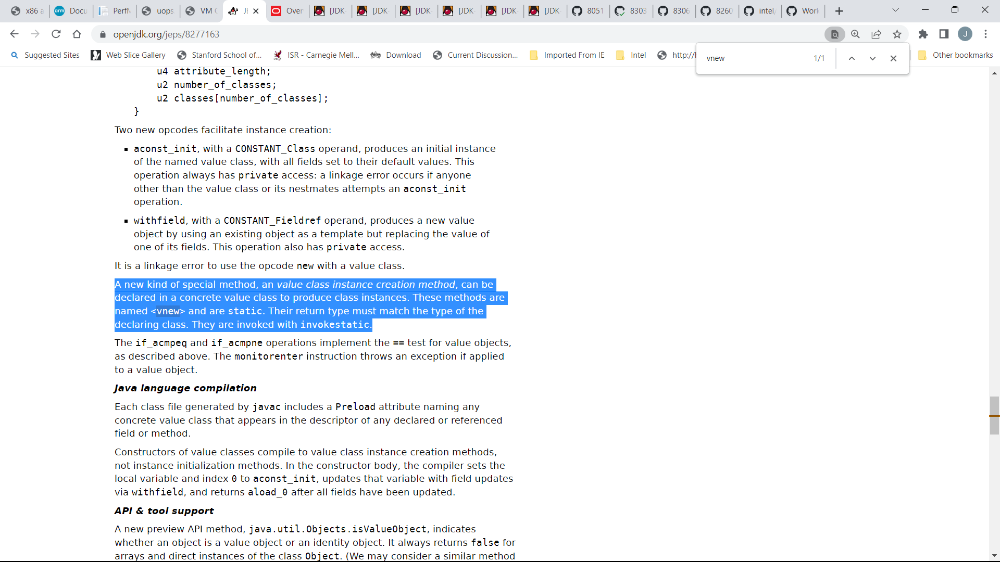 x86 a
Docu
PerfM
uops
VM C
JE
Over
[JDK-
[JDK-
[JDK-
[JDK-
[JDK-
[JDK-
8051
8303
8306
8260
intel/
Work
openjdk.org/jeps/8277163
J
Suggested Sites
Web Slice Gallery
Stanford School of...
ISR - Carnegie Mell...
Download
Current Discussion...
Imported From IE
Intel
http://
Other bookmarks
vnew
1/1
u4 attribute_length;
u2 number_of_classes;
u2 classes[number_of_classes];
}
Two new opcodes facilitate instance creation:
▪ aconst_init, with a CONSTANT_Class operand, produces an initial instance
of the named value class, with all fields set to their default values. This
operation always has private access: a linkage error occurs if anyone
other than the value class or its nestmates attempts an aconst_init
operation.
▪ withfield, with a CONSTANT_Fieldref operand, produces a new value
object by using an existing object as a template but replacing the value of
one of its fields. This operation also has private access.
It is a linkage error to use the opcode new with a value class.
A new kind of special method, an value class instance creation method, can be
declared in a concrete value class to produce class instances. These methods are
named <vnew> and are static. Their return type must match the type of the
declaring class. They are invoked with invokestatic.
The if_acmpeq and if_acmpne operations implement the == test for value objects,
as described above. The monitorenter instruction throws an exception if applied
to a value object.
Java language compilation
Each class file generated by javac includes a Preload attribute naming any
concrete value class that appears in the descriptor of any declared or referenced
field or method.
Constructors of value classes compile to value class instance creation methods,
not instance initialization methods. In the constructor body, the compiler sets the
local variable and index 0 to aconst_init, updates that variable with field updates
via withfield, and returns aload_0 after all fields have been updated.
API & tool support
A new preview API method, java.util.Objects.isValueObject, indicates
whether an object is a value object or an identity object. It always returns false for
arrays and direct instances of the class Object. (We may consider a similar method